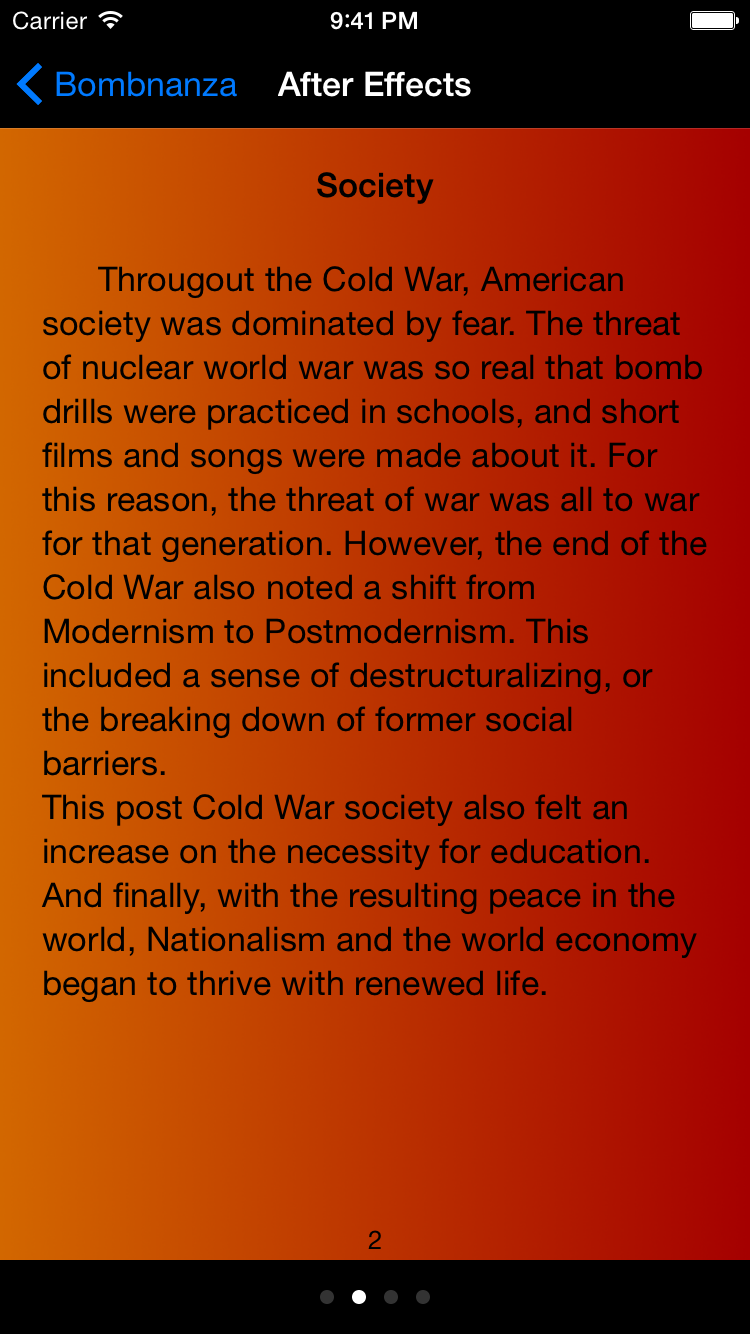 Carrier 9:41 PM
Bombnanza After Effects
Society
Througout the Cold War, American
society was dominated by fear. The threat
of nuclear world war was so real that bomb
drills were practiced in schools, and short
films and songs were made about it. For
this reason, the threat of war was all to war
for that generation. However, the end of the
Cold War also noted a shift from
Modernism to Postmodernism. This
included a sense of destructuralizing, or
the breaking down of former social
barriers.
This post Cold War society also felt an
increase on the necessity for education.
And finally, with the resulting peace in the
world, Nationalism and the world economy
began to thrive with renewed life.
2